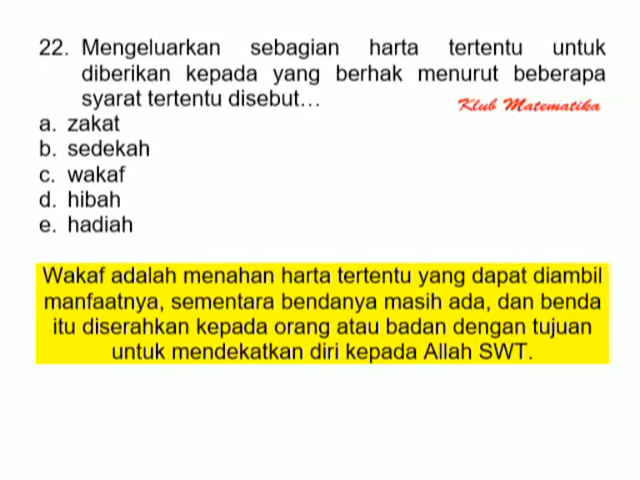 22. Mengeluarkan sebagian harta tertentu untuk
diberikan kepada yang berhak menurut beberapa
syarat tertentu disebut...
Klub Matematika
a. zakat
b. sedekah
c. wakaf
d. hibah
e. hadiah
Wakaf adalah menahan harta tertentu yang dapat diambil
manfaatnya, sementara bendanya masih ada, dan benda
itu diserahkan kepada orang atau badan dengan tujuan
untuk mendekatkan diri kepada Allah SWT.